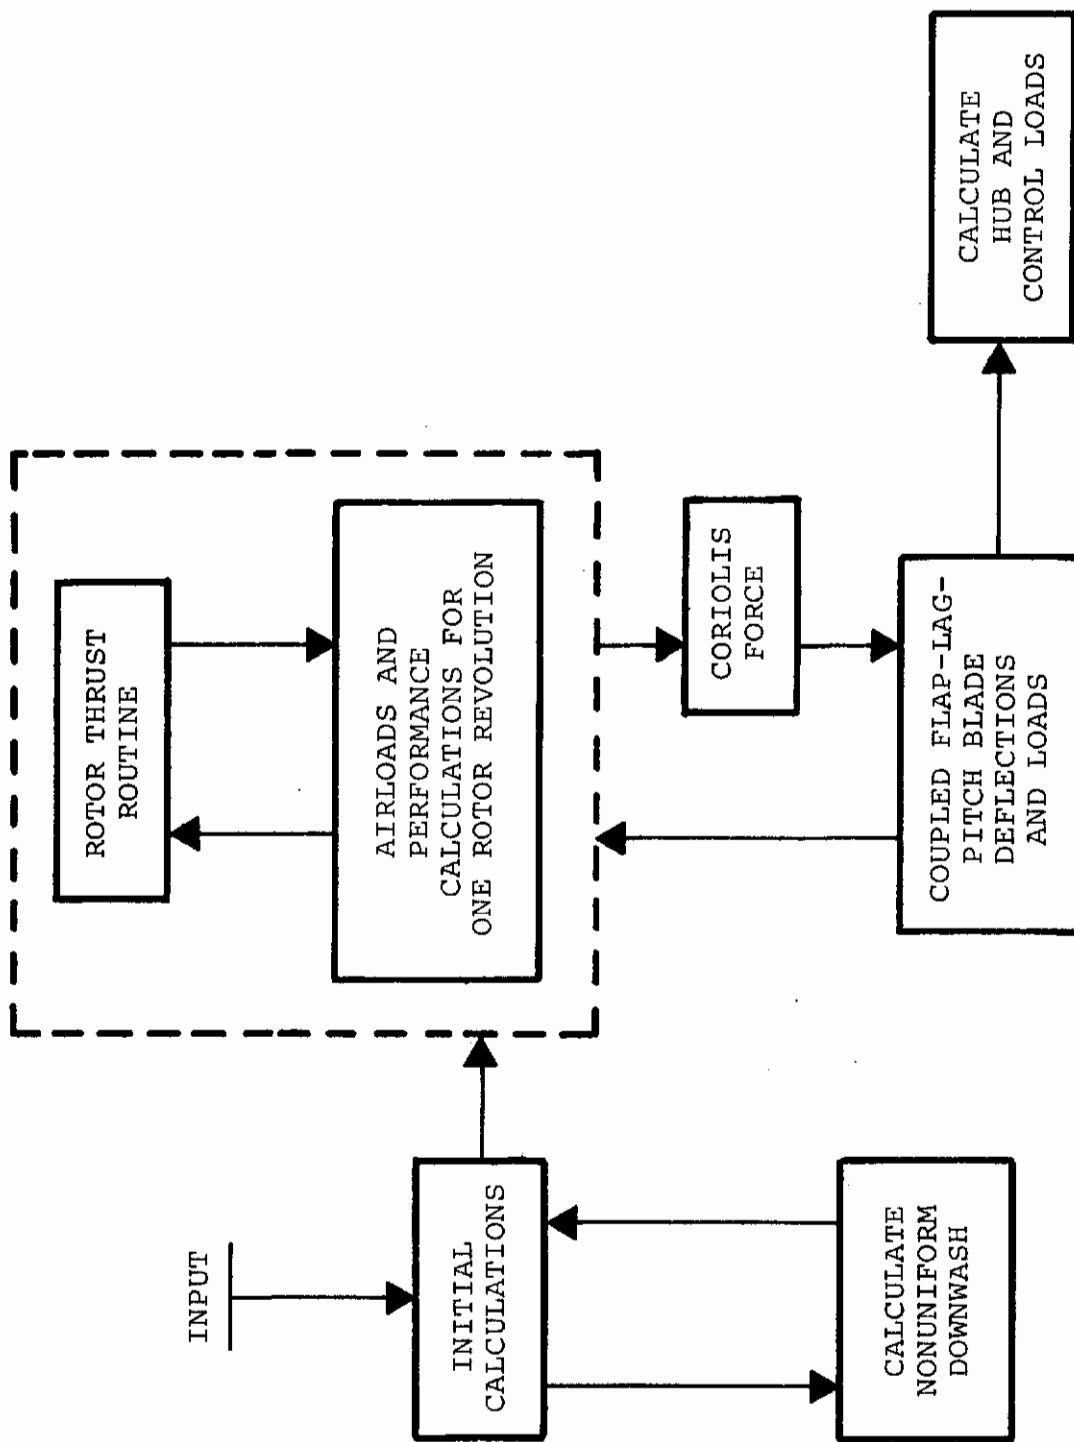 INPUT
INITIAL
CALCULATIONS
CALCULATE
NONUNIFORM
DOWNWASH
ROTOR THRUST
ROUTINE
AIRLOADS AND
PERFORMANCE
CALCULATIONS FOR
ONE ROTOR REVOLUTION
CORIOLIS
FORCE
COUPLED FLAP-LAG-
PITCH BLADE
DEFLECTIONS
AND LOADS
CALCULATE
HUB AND
CONTROL LOADS